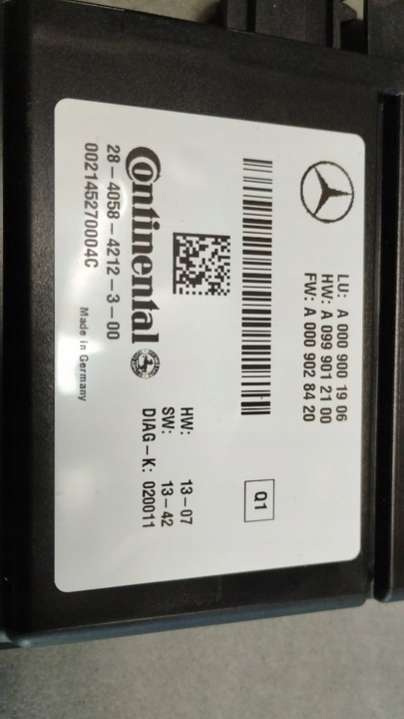 LU: A 000 900 19 06
HW: A 099 901 21 00
FW: A 000 902 84 20
Q1
HW: 13-07
SW: 13-42
DIAG-K: 020011
Continental
28-4058-4212-3-00
002145270004C
Made in Germany